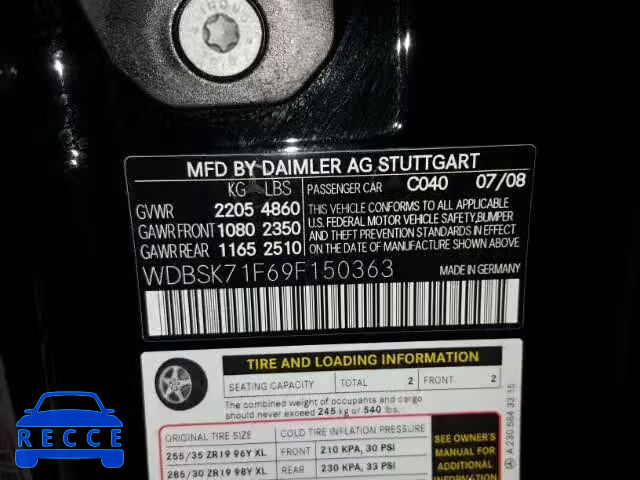 MFD BY DAIMLER AG STUTTGART
KG LBS
PASSENGER CAR C040 07/08
GVWR 2205 4860
GAWR FRONT 1080 2350
GAWR REAR 1165 2510
THIS VEHICLE CONFORMS TO ALL APPLICABLE
U.S. FEDERAL MOTOR VEHICLE SAFETY, BUMPER
AND THEFT PREVENTION STANDARDS IN EFFECT
ON THE DATE OF MANUFACTURE SHOWN ABOVE.
WDBSK71F69F150363
MADE IN GERMANY
TIRE AND LOADING INFORMATION
SEATING CAPACITY TOTAL 2 FRONT 2
The combined weight of occupants and cargo
should never exceed 245 kg or 540 lbs.
ORIGINAL TIRE SIZE COLD TIRE INFLATION PRESSURE
255/35 ZR19 96Y XL FRONT 210 KPA, 30 PSI
285/30 ZR19 98Y XL REAR 230 KPA, 33 PSI
SEE OWNER'S
MANUAL FOR
ADDITIONAL
INFORMATION
A 230 584 33 15
RECCE